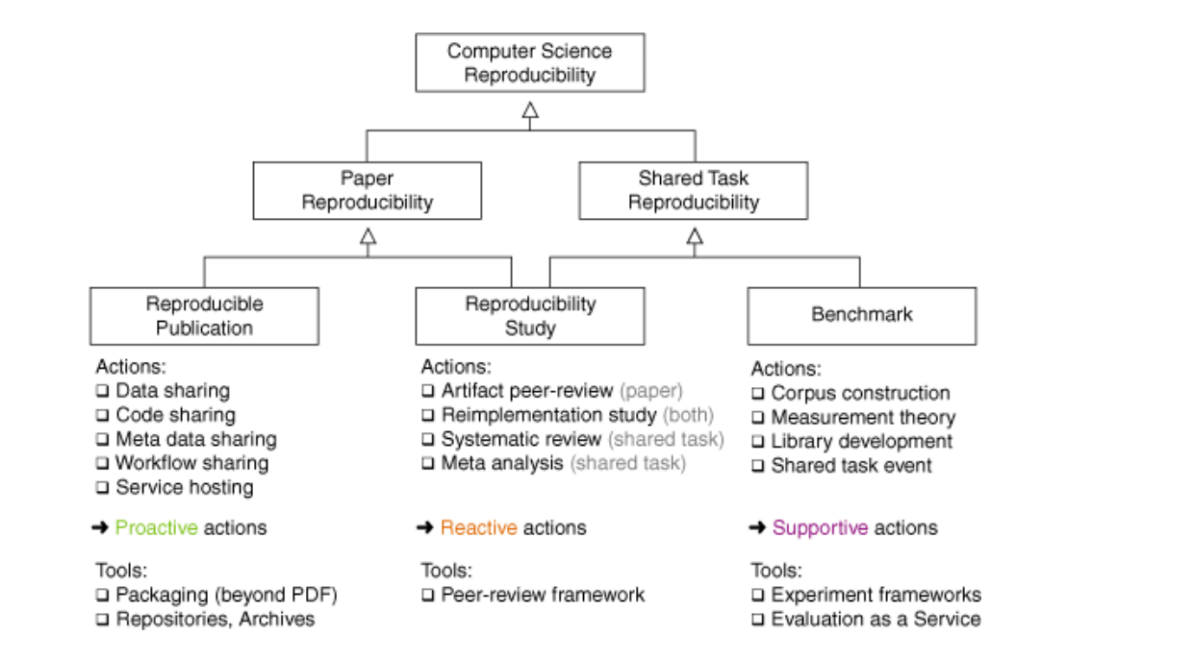 Computer Science
Reproducibility
Paper
Reproducibility
Shared Task
Reproducibility
Reproducible
Publication
Reproducibility
Study
Benchmark
Actions:
❏ Data sharing
❏ Code sharing
❏ Meta data sharing
❏ Workflow sharing
❏ Service hosting
➜ Proactive actions
Tools:
❏ Packaging (beyond PDF)
❏ Repositories, Archives
Actions:
❏ Artifact peer-review (paper)
❏ Reimplementation study (both)
❏ Systematic review (shared task)
❏ Meta analysis (shared task)
➜ Reactive actions
Tools:
❏ Peer-review framework
Actions:
❏ Corpus construction
❏ Measurement theory
❏ Library development
❏ Shared task event
➜ Supportive actions
Tools:
❏ Experiment frameworks
❏ Evaluation as a Service